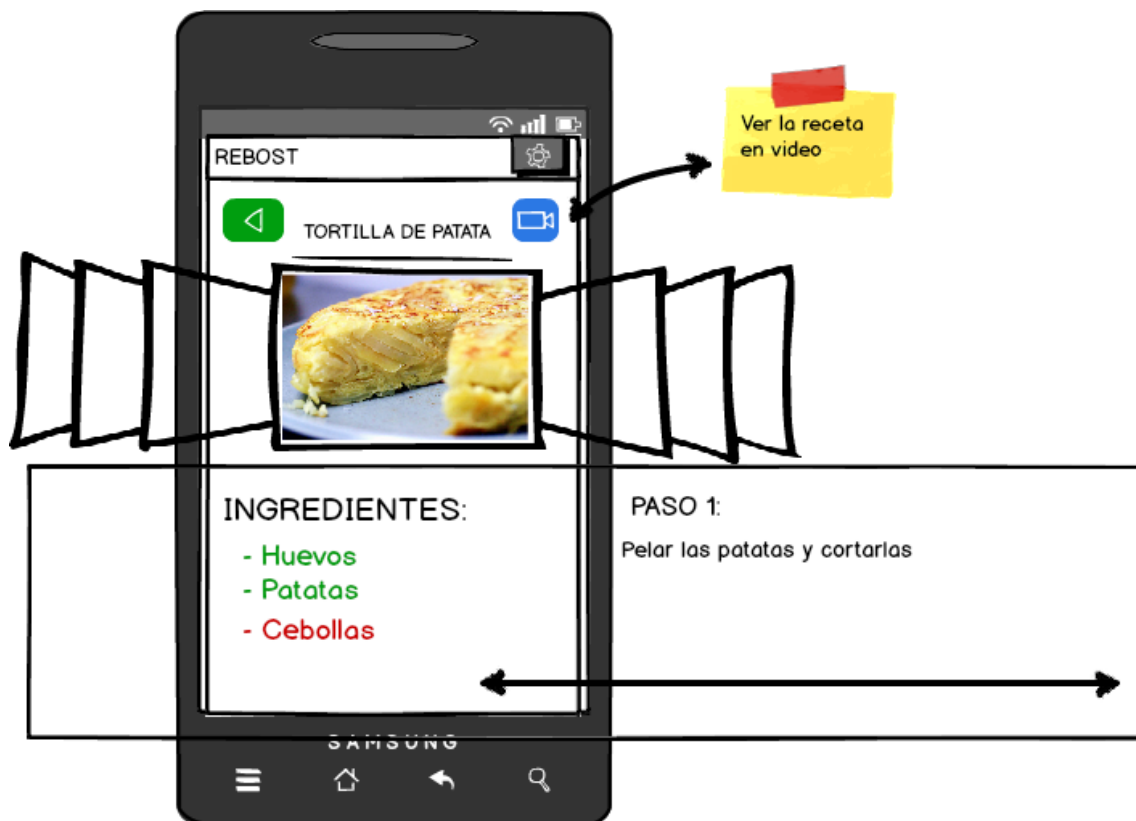 Ver la receta
en video
REBOST
TORTILLA DE PATATA
INGREDIENTES:
- Huevos
- Patatas
- Cebollas
PASO 1:
Pelar las patatas y cortarlas
SAMSUNG